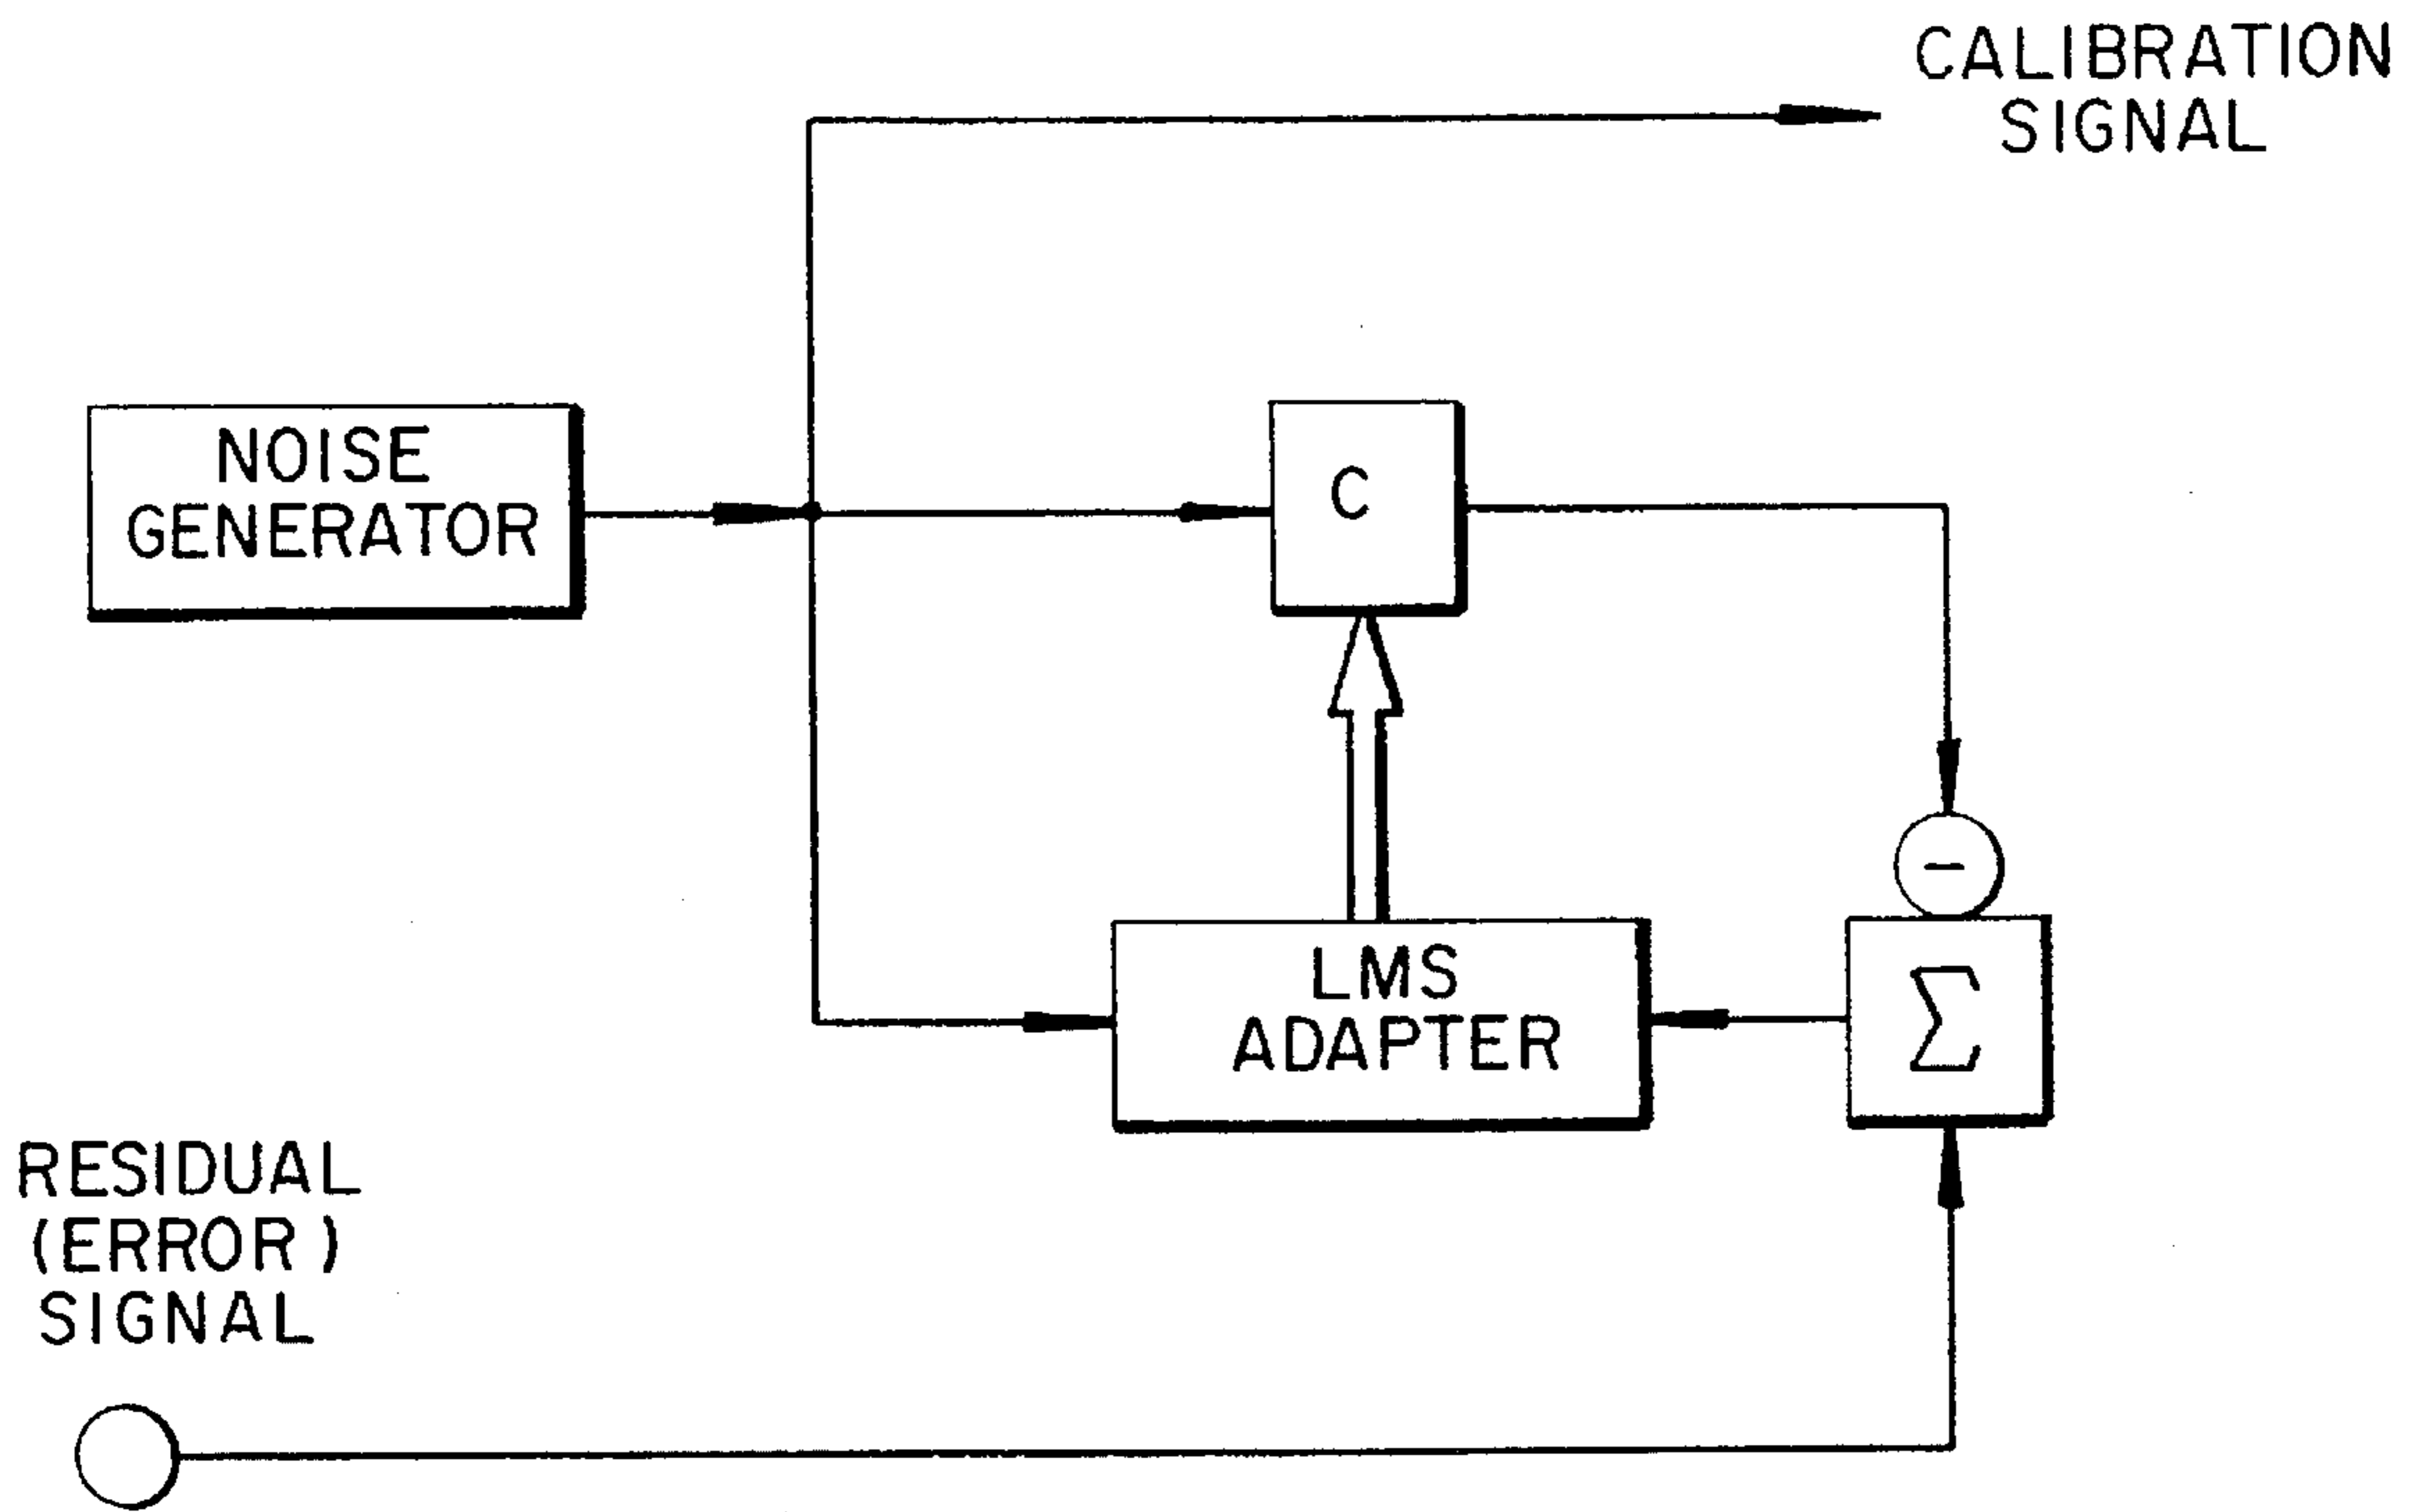 CALIBRATION
SIGNAL
NOISE
GENERATOR
C
−
LMS
ADAPTER
Σ
RESIDUAL
(ERROR)
SIGNAL